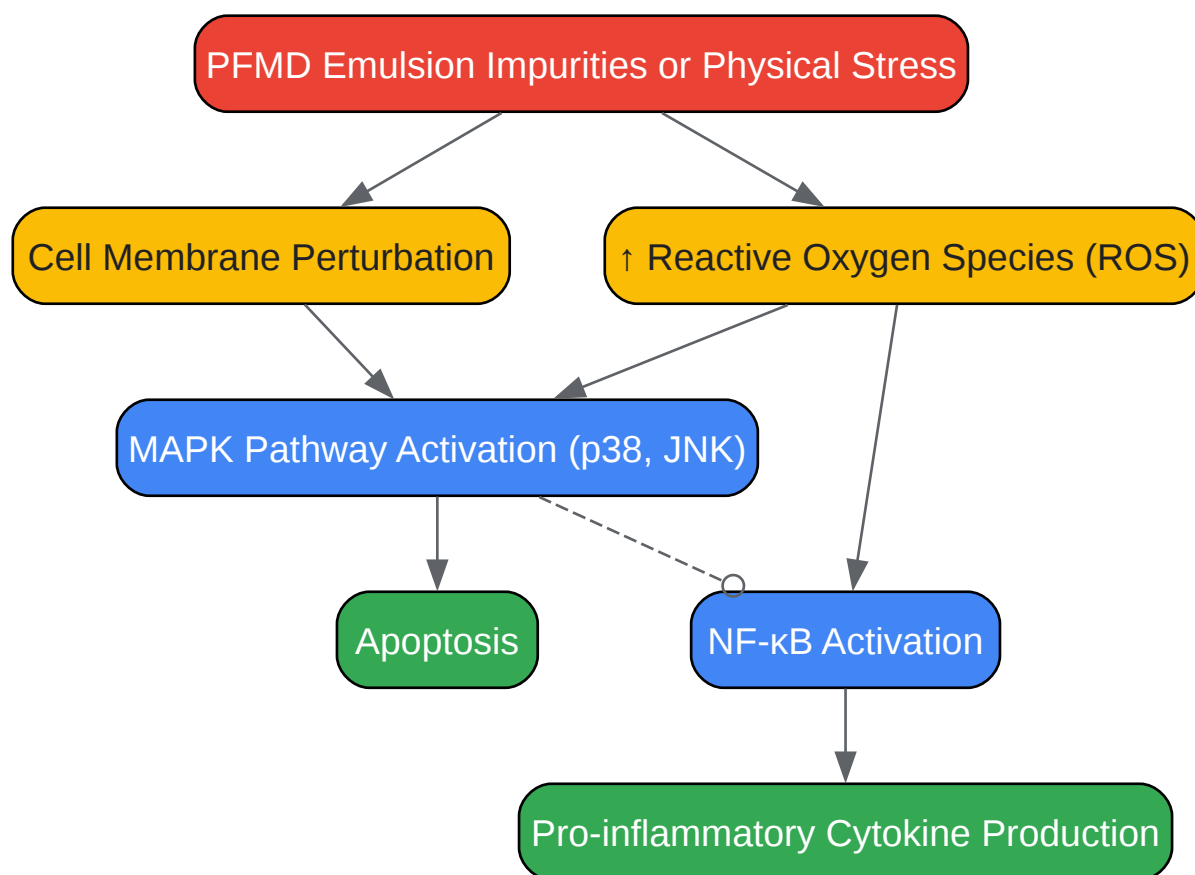 PFMD Emulsion Impurities or Physical Stress
Cell Membrane Perturbation
↑ Reactive Oxygen Species (ROS)
MAPK Pathway Activation (p38, JNK)
Apoptosis
NF-κB Activation
Pro-inflammatory Cytokine Production